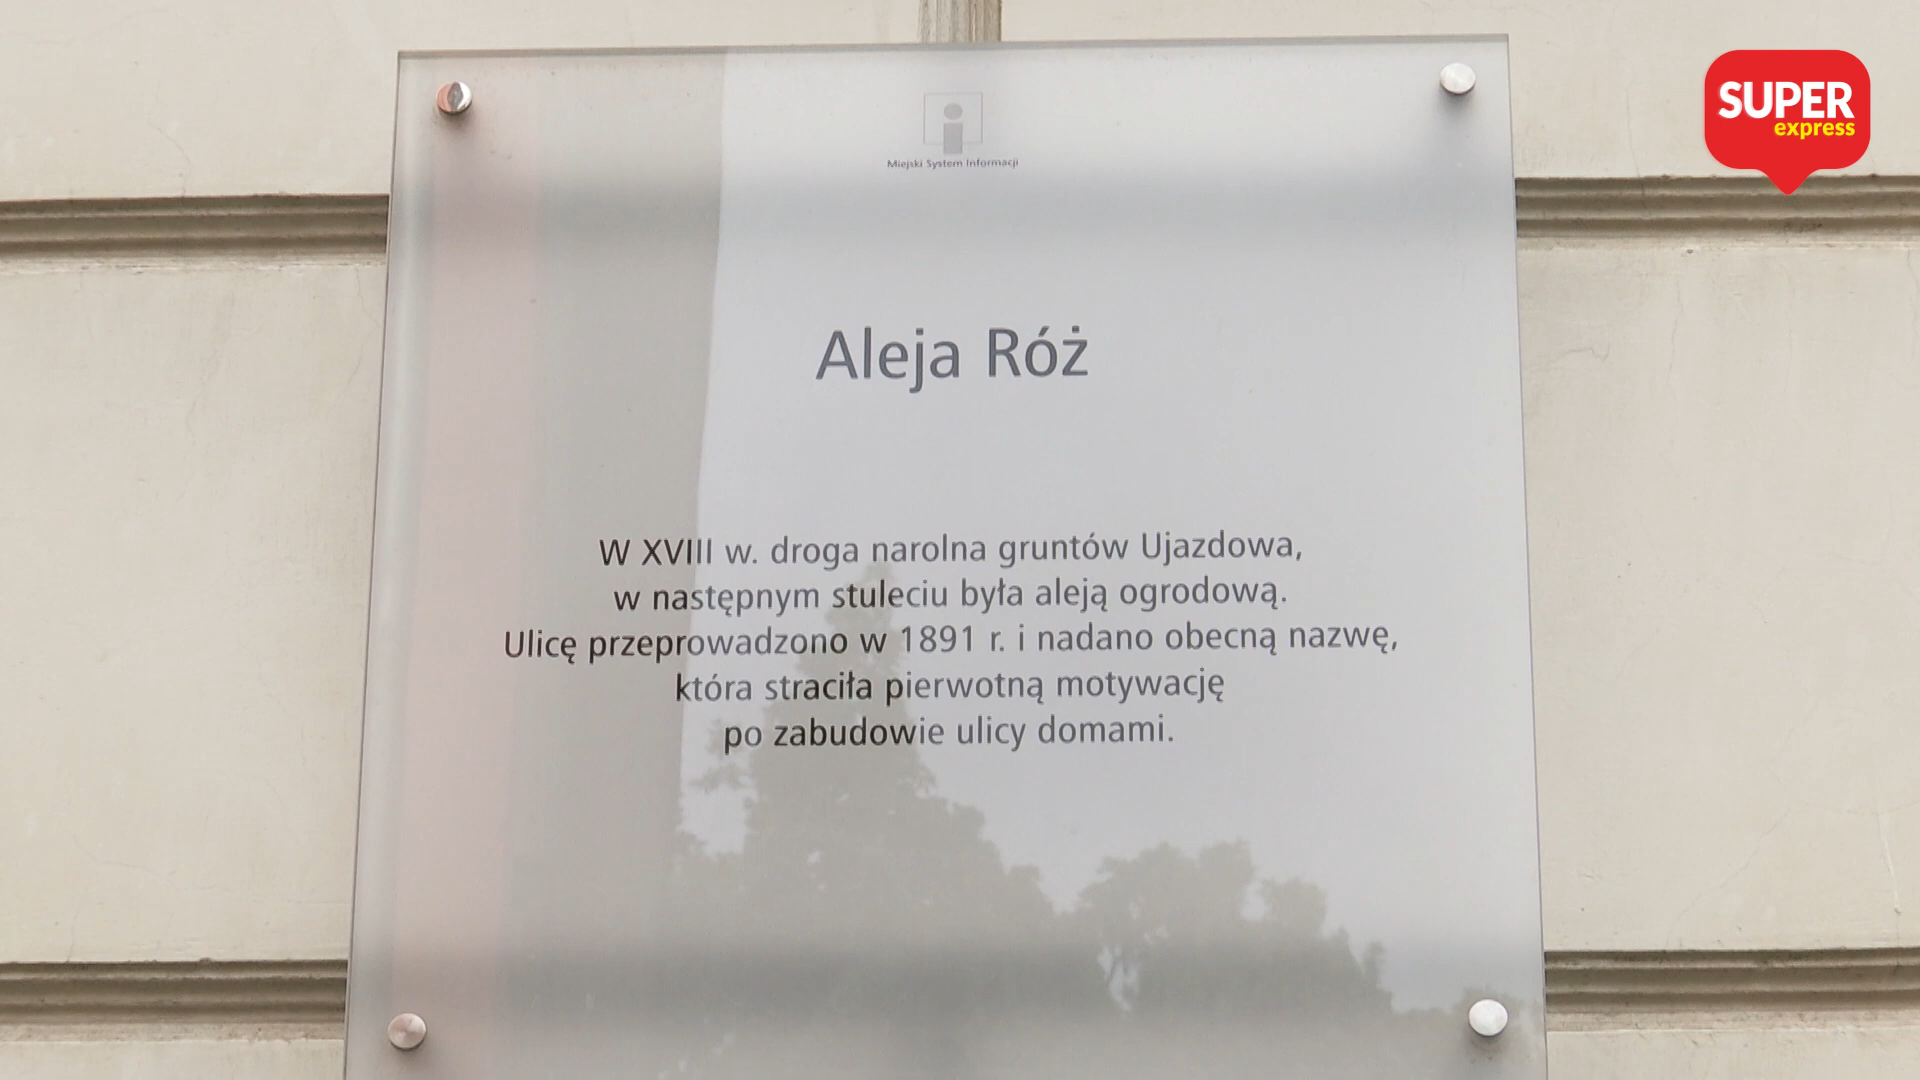 SUPER
express
Miejski System Informacji
Aleja Róż
W XVIII w. droga narolna gruntów Ujazdowa,
w następnym stuleciu była aleją ogrodową.
Ulicę przeprowadzono w 1891 r. i nadano obecną nazwę,
która straciła pierwotną motywację
po zabudowie ulicy domami.